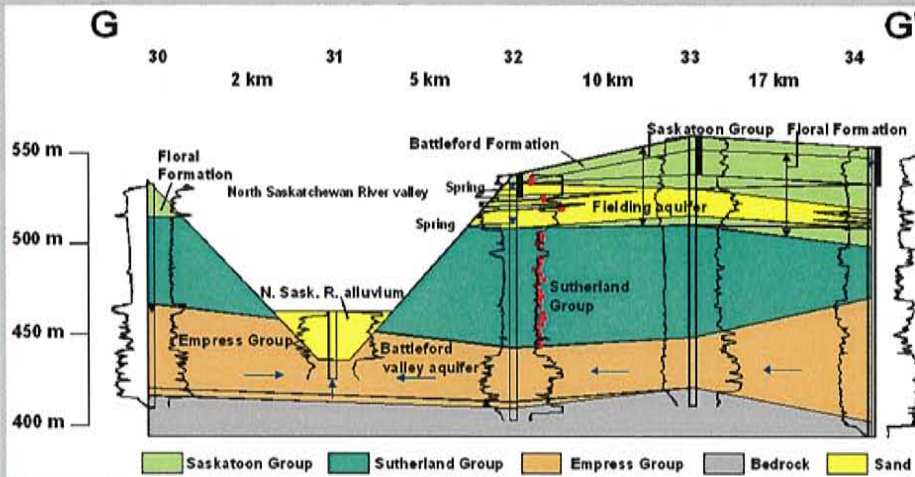 G G'
30 31 32 33 34
2 km 5 km 10 km 17 km
550 m
500 m
450 m
400 m
Floral
Formation
North Saskatchewan River valley
Battleford Formation
Saskatoon Group
Floral Formation
Spring
Spring
Fielding aquifer
N. Sask. R. alluvium
Sutherland
Group
Empress Group
Battleford
valley aquifer
Saskatoon Group Sutherland Group Empress Group Bedrock Sand